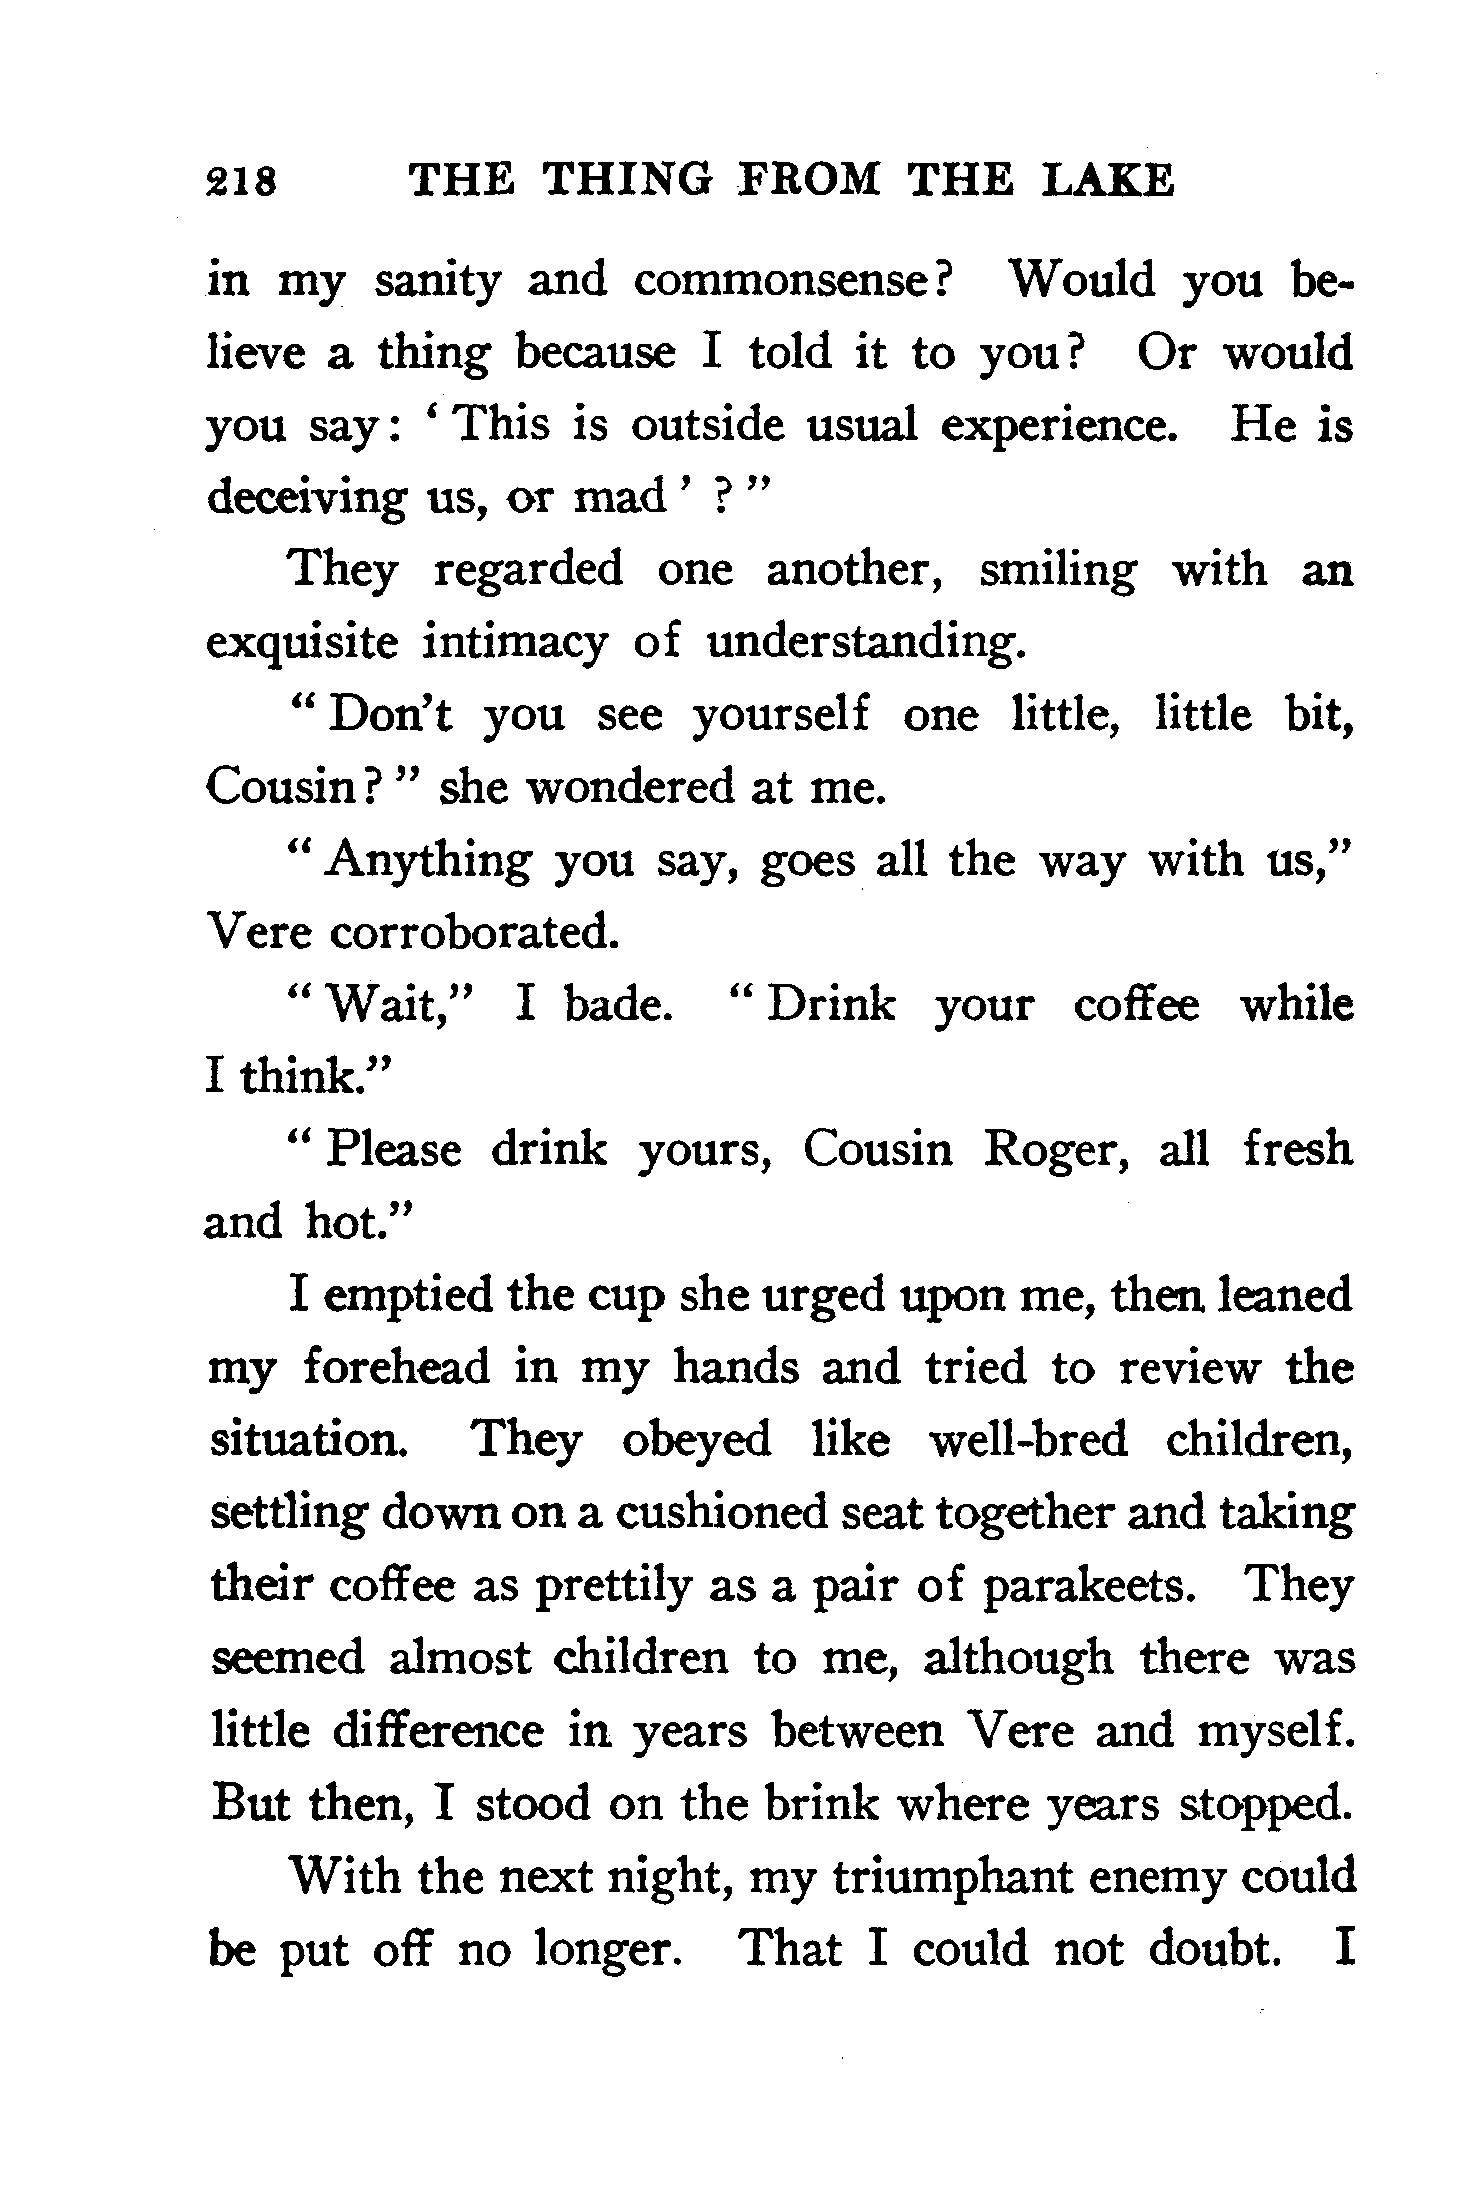 218 THE THING FROM THE LAKE
in my sanity and commonsense? Would you be-
lieve a thing because I told it to you? Or would
you say: ‘This is outside usual experience. He is
deceiving us, or mad’ ?”
They regarded one another, smiling with an
exquisite intimacy of understanding.
“Don’t you see yourself one little, little bit,
Cousin?” she wondered at me.
“Anything you say, goes all the way with us,”
Vere corroborated.
“Wait,” I bade. “Drink your coffee while
I think.”
“Please drink yours, Cousin Roger, all fresh
and hot.”
I emptied the cup she urged upon me, then leaned
my forehead in my hands and tried to review the
situation. They obeyed like well-bred children,
settling down on a cushioned seat together and taking
their coffee as prettily as a pair of parakeets. They
seemed almost children to me, although there was
little difference in years between Vere and myself.
But then, I stood on the brink where years stopped.
With the next night, my triumphant enemy could
be put off no longer. That I could not doubt. I